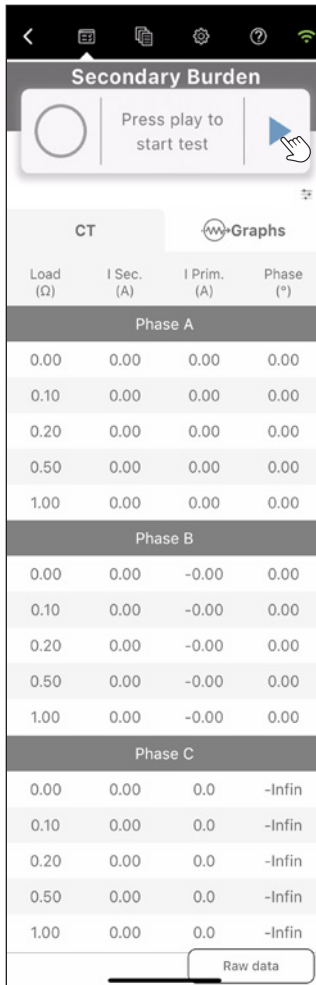 Secondary Burden
Press play to
start test
CT Graphs
Load I Sec. I Prim. Phase
(Ω) (A) (A) (°)
Phase A
0.00 0.00 0.00 0.00
0.10 0.00 0.00 0.00
0.20 0.00 0.00 0.00
0.50 0.00 0.00 0.00
1.00 0.00 0.00 0.00
Phase B
0.00 0.00 -0.00 0.00
0.10 0.00 -0.00 0.00
0.20 0.00 -0.00 0.00
0.50 0.00 -0.00 0.00
1.00 0.00 -0.00 0.00
Phase C
0.00 0.00 0.0 -Infin
0.10 0.00 0.0 -Infin
0.20 0.00 0.0 -Infin
0.50 0.00 0.0 -Infin
1.00 0.00 0.0 -Infin
Raw data